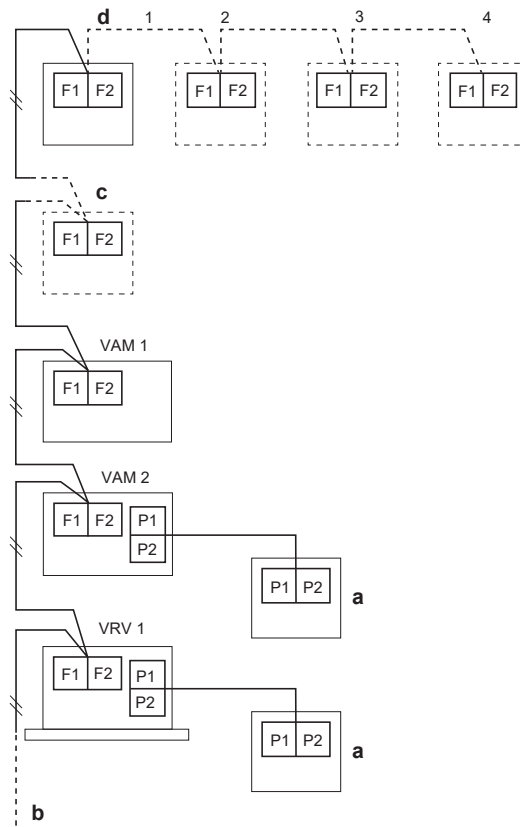 d 1 2 3 4
F1 F2 F1 F2 F1 F2 F1 F2
c
F1 F2
VAM 1
F1 F2
VAM 2
F1 F2 P1
P2
P1 P2 a
VRV 1
F1 F2 P1
P2
P1 P2 a
b